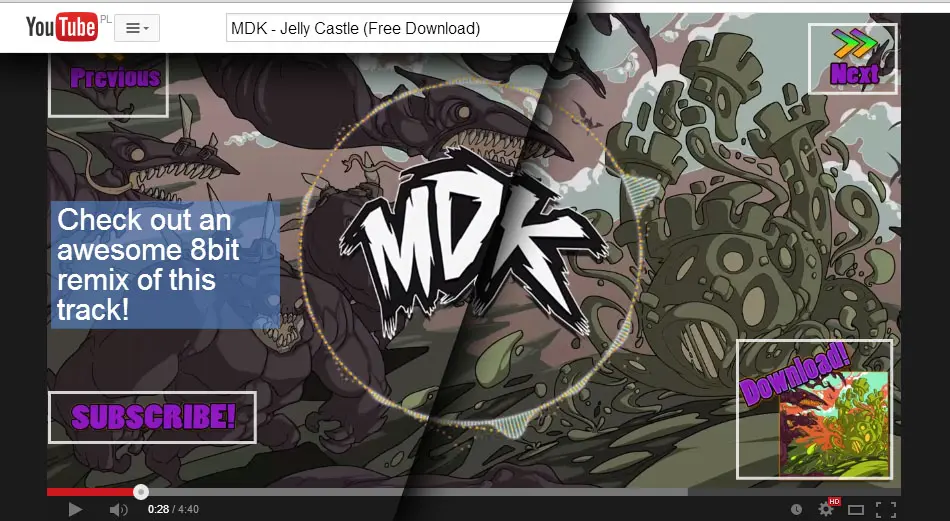 YouTube PL
MDK - Jelly Castle (Free Download)
Previous
Next
MDK
Check out an
awesome 8bit
remix of this
track!
Download!
SUBSCRIBE!
0:28 / 4:40
HD